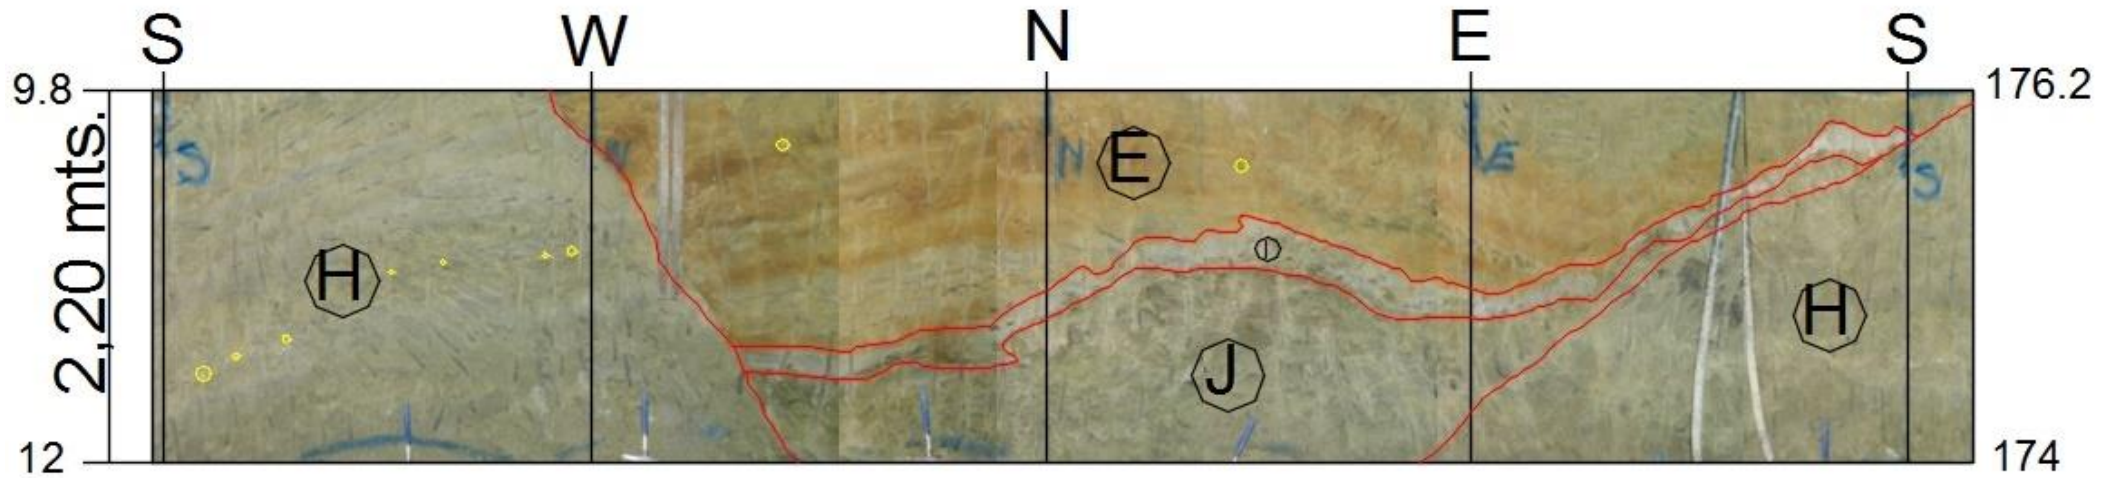 S W N E S
9.8 176.2
2,20 mts.
S N N E S
E
H I H
J
12 174